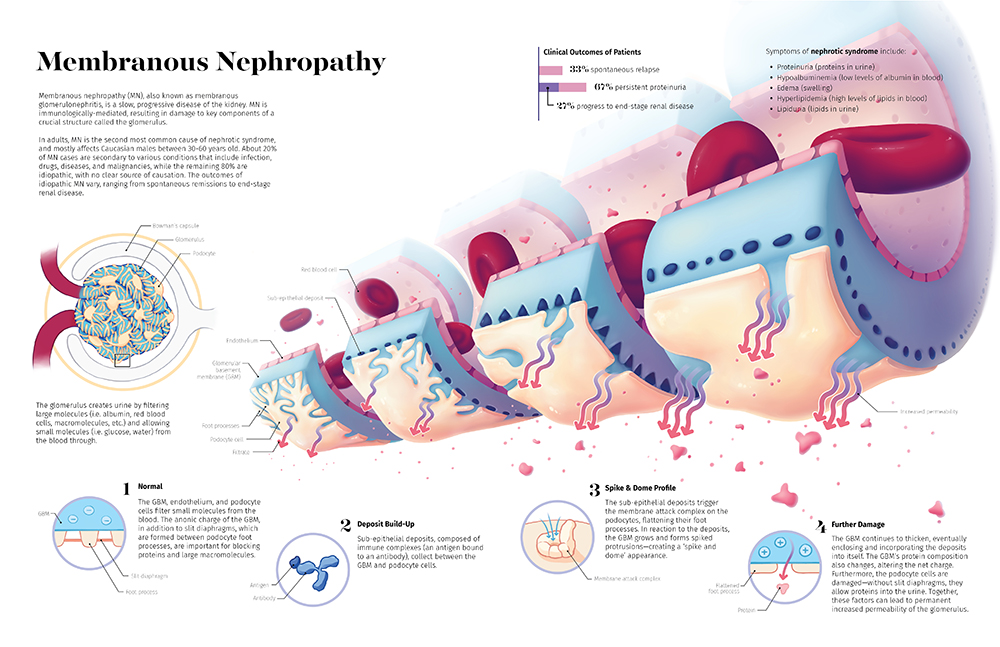 Membranous Nephropathy
Membranous nephropathy (MN), also known as membranous
glomerulonephritis, is a slow, progressive disease of the kidney. MN is
immunologically-mediated, resulting in damage to key components of a
crucial structure called the glomerulus.
In adults, MN is the second most common cause of nephrotic syndrome,
and mostly affects Caucasian males between 30-60 years old. About 20%
of MN cases are secondary to various conditions that include infection,
drugs, diseases, and malignancies, while the remaining 80% are
idiopathic, with no clear source of causation. The outcomes of
idiopathic MN vary, ranging from spontaneous remissions to end-stage
renal disease.
Clinical Outcomes of Patients
33% spontaneous relapse
67% persistent proteinuria
27% progress to end-stage renal disease
Symptoms of nephrotic syndrome include:
• Proteinuria (proteins in urine)
• Hypoalbuminemia (low levels of albumin in blood)
• Edema (swelling)
• Hyperlipidemia (high levels of lipids in blood)
• Lipiduria (lipids in urine)
Bowman's capsule
Glomerulus
Podocyte
The glomerulus creates urine by filtering
large molecules (i.e. albumin, red blood
cells, macromolecules, etc.) and allowing
small molecules (i.e. glucose, water) from
the blood through.
Red Blood cell
Sub-epithelial deposit
Endothelium
Glomerular
basement
membrane (GBM)
Foot processes
Podocyte cell
Filtrate
Increased permeability
1 Normal
The GBM, endothelium, and podocyte
cells filter small molecules from the
blood. The anonic charge of the GBM,
in addition to slit diaphragms, which
are formed between podocyte foot
processes, are important for blocking
proteins and large macromolecules.
GBM
Slit diaphragm
Foot process
2 Deposit Build-Up
Sub-epithelial deposits, composed of
immune complexes (an antigen bound
to an antibody), collect between the
GBM and podocyte cells.
Antigen
Antibody
3 Spike & Dome Profile
The sub-epithelial deposits trigger
the membrane attack complex on the
podocytes, flattening their foot
processes. In reaction to the deposits,
the GBM grows and forms spiked
protrusions—creating a 'spike and
dome' appearance.
Membrane attack complex
4 Further Damage
The GBM continues to thicken, eventually
enclosing and incorporating the deposits
into itself. The GBM's protein composition
also changes, altering the net charge.
Furthermore, the podocyte cells are
damaged—without slit diaphragms, they
allow proteins into the urine. Together,
these factors can lead to permanent
increased permeability of the glomerulus.
Flattened
foot process
Protein